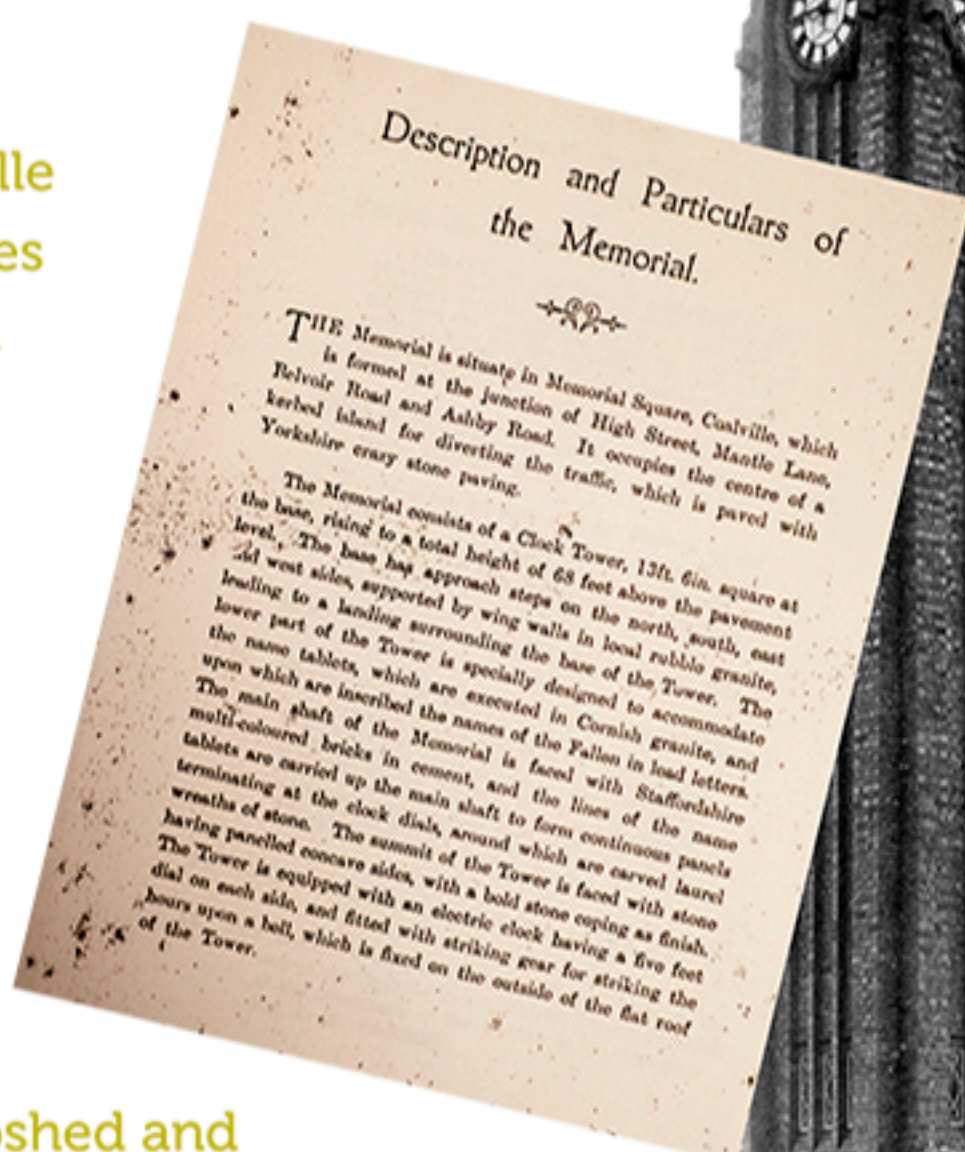 lle
es
Description and Particulars of
the Memorial.
THE Memorial is situate in Memorial Square, Coalville, which
is formed at the junction of High Street, Mantle Lane,
Belvoir Road and Ashby Road. It occupies the centre of a
kerbed island for diverting the traffic, which is paved with
Yorkshire crazy stone paving.
The Memorial consists of a Clock Tower, 13ft. 6in. square at
the base, rising to a total height of 68 feet above the pavement
level. The base has approach steps on the north, south, east
and west sides, supported by wing walls in local rubble granite,
leading to a landing surrounding the base of the Tower. The
lower part of the Tower is specially designed to accommodate
the name tablets, which are executed in Cornish granite, and
upon which are inscribed the names of the Fallen in lead letters.
The main shaft of the Memorial is faced with Staffordshire
multi-coloured bricks in cement, and the lines of the name
tablets are carried up the main shaft to form continuous panels
terminating at the clock dials, around which are carved laurel
wreaths of stone. The summit of the Tower is faced with stone
having panelled concave sides, with a bold stone coping as finish.
The Tower is equipped with an electric clock having a five feet
dial on each side, and fitted with striking gear for striking the
hours upon a bell, which is fixed on the outside of the flat roof
of the Tower.
oshed and